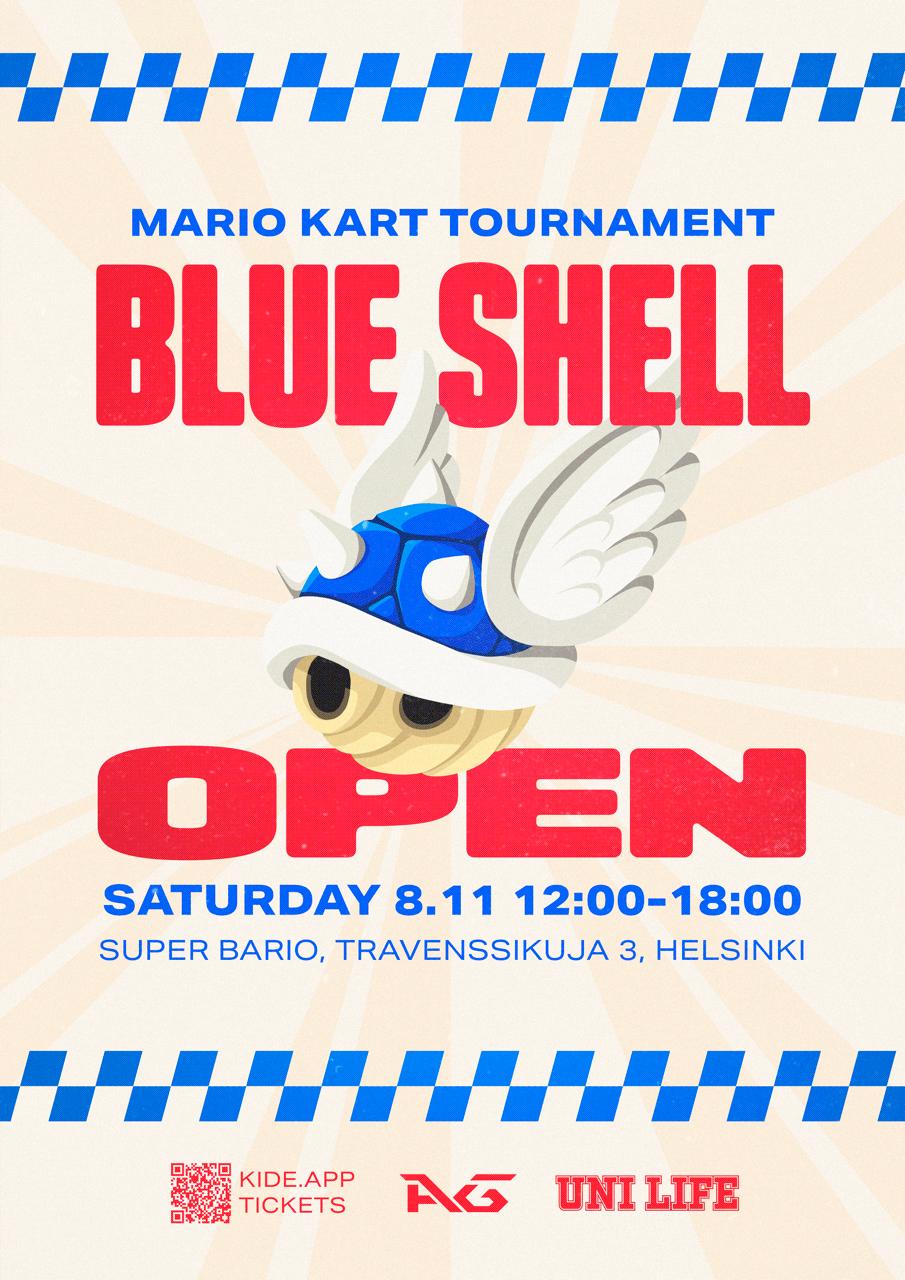 MARIO KART TOURNAMENT
BLUE SHELL
OPEN
SATURDAY 8.11 12:00-18:00
SUPER BARIO, TRAVENSSIKUJA 3, HELSINKI
KIDE.APP
TICKETS
AG
UNI LIFE